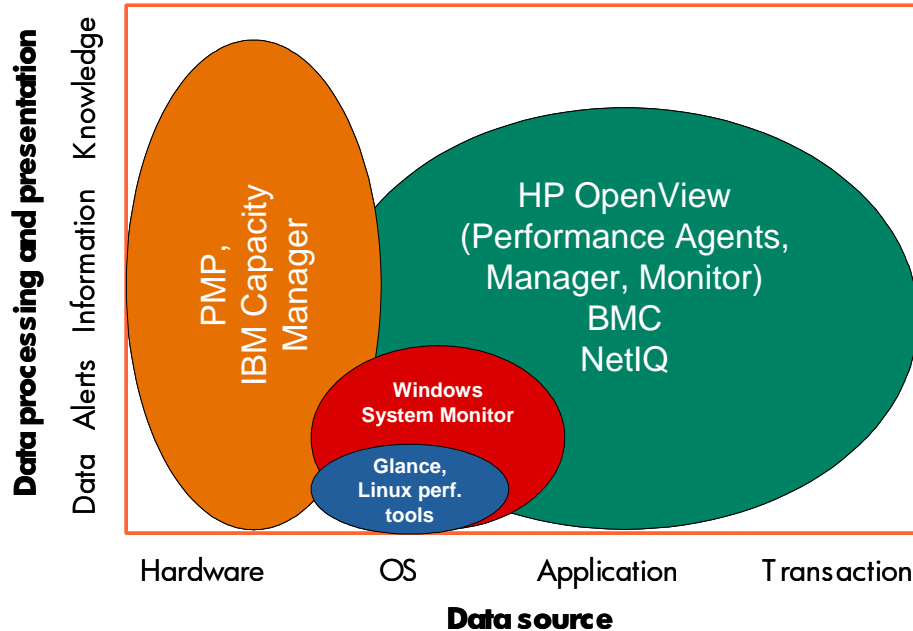 Data processing and presentation
Data Alerts Information Knowledge
PMP,
IBM Capacity
Manager
HP OpenView
(Performance Agents,
Manager, Monitor)
BMC
NetIQ
Windows
System Monitor
Glance,
Linux perf.
tools
Hardware OS Application Transaction
Data source